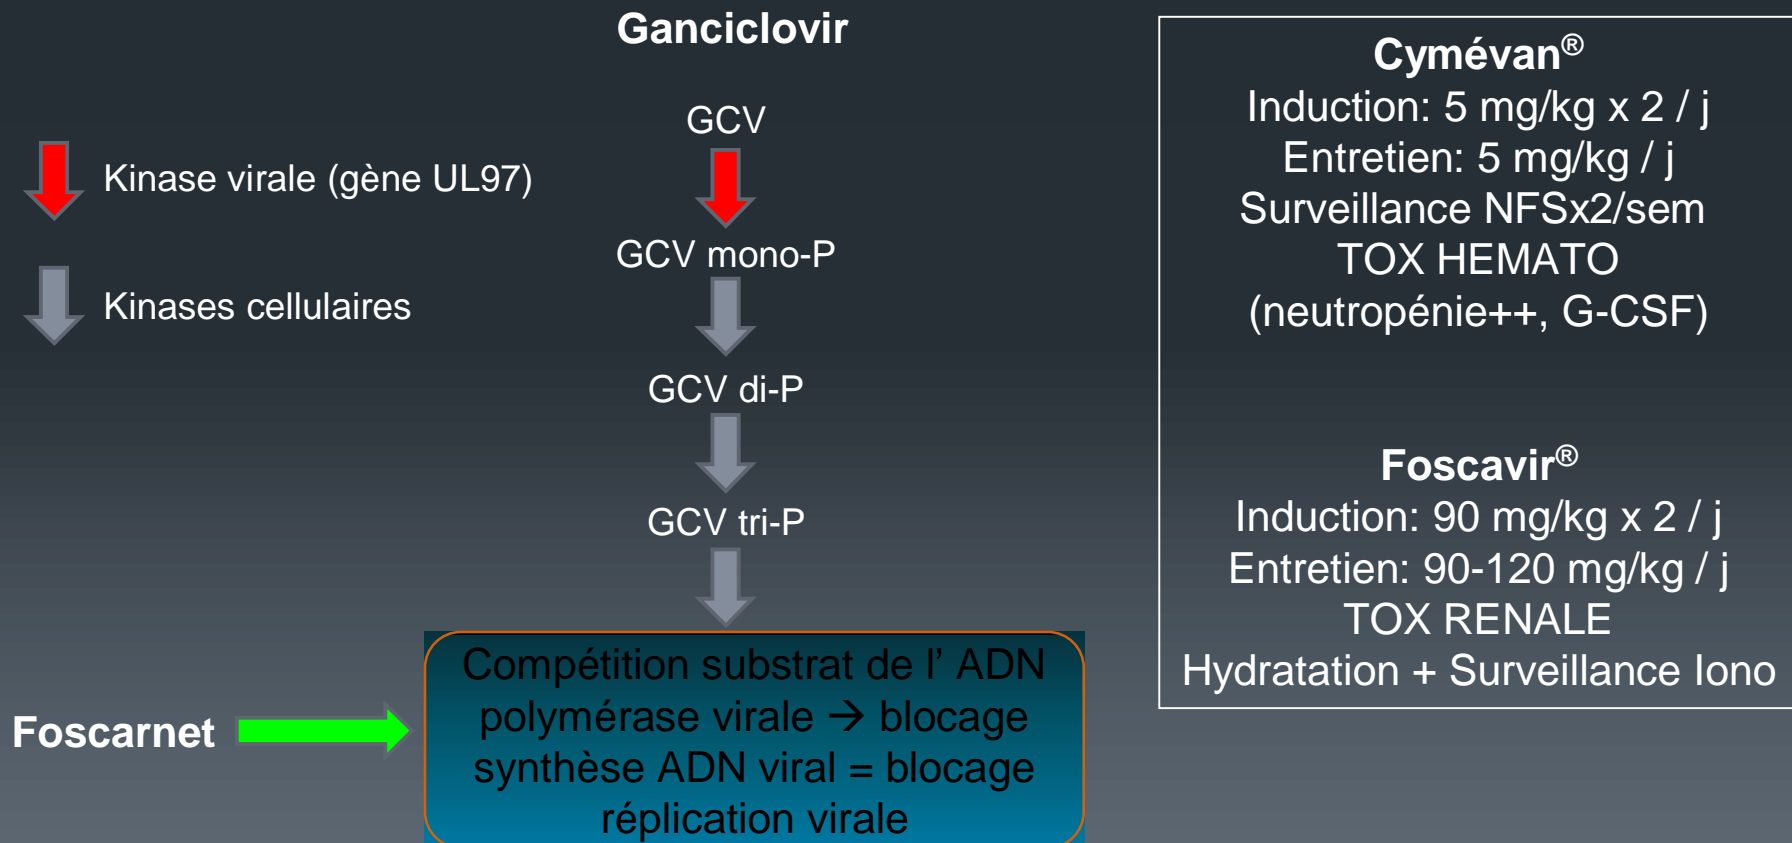 Ganciclovir
GCV
Kinase virale (gène UL97)
GCV mono-P
Kinases cellulaires
GCV di-P
GCV tri-P
Foscarnet
Compétition substrat de l’ ADN
polymérase virale → blocage
synthèse ADN viral = blocage
réplication virale
Cymévan®
Induction: 5 mg/kg x 2 / j
Entretien: 5 mg/kg / j
Surveillance NFSx2/sem
TOX HEMATO
(neutropénie++, G-CSF)
Foscavir®
Induction: 90 mg/kg x 2 / j
Entretien: 90-120 mg/kg / j
TOX RENALE
Hydratation + Surveillance Iono